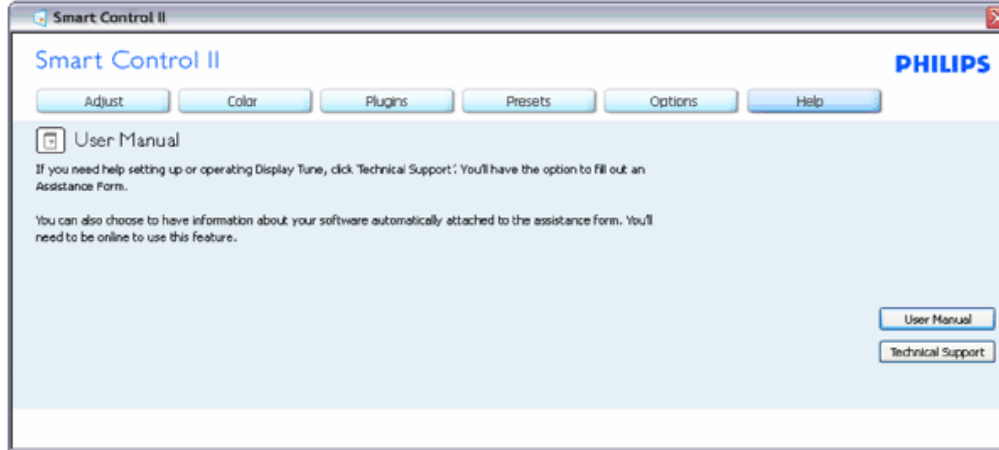 Smart Control II
Smart Control II
PHILIPS
Adjust Color Plugins Presets Options Help
User Manual
If you need help setting up or operating Display Tune, click 'Technical Support'. You'll have the option to fill out an
Assistance Form.
You can also choose to have information about your software automatically attached to the assistance form. You'll
need to be online to use this feature.
User Manual
Technical Support